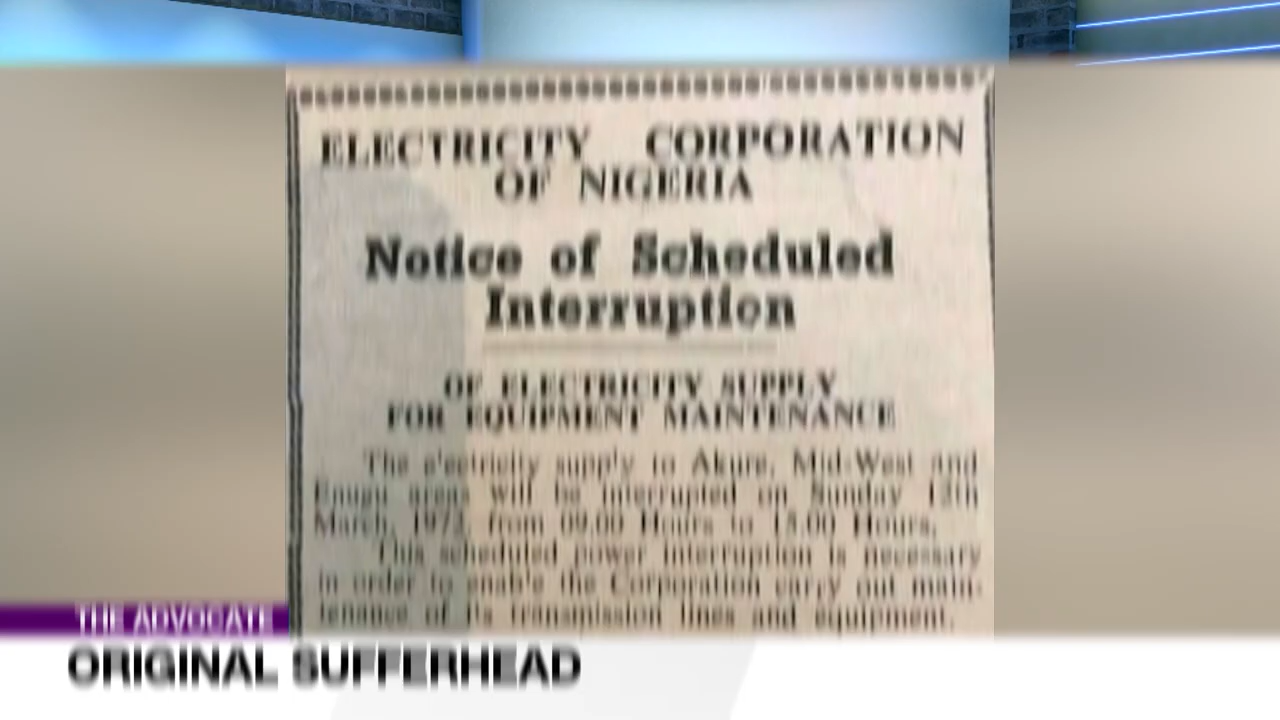 ELECTRICITY CORPORATION
OF NIGERIA
Notice of Scheduled
Interruption
OF ELECTRICITY SUPPLY
FOR EQUIPMENT MAINTENANCE
The electricity supply to Akure, Mid-West and
Enugu areas will be interrupted on Sunday 12th
March, 1972 from 09.00 Hours to 15.00 Hours.
This scheduled power interruption is necessary
in order to enable the Corporation carry out main-
tenance of its transmission lines and equipment.
THE ADVOCATE
ORIGINAL SUFFERHEAD